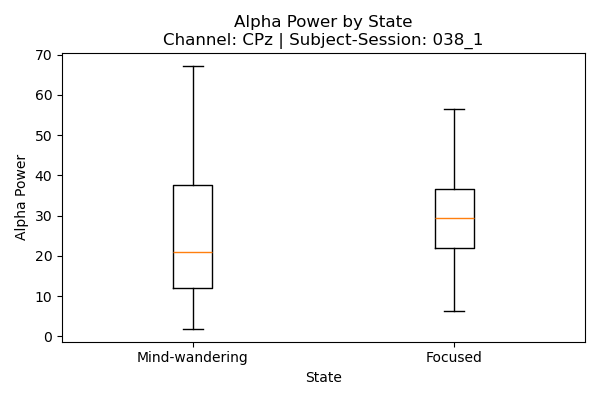 Alpha Power by State
Channel: CPz | Subject-Session: 038_1
Alpha Power
70
60
50
40
30
20
10
0
Mind-wandering
Focused
State